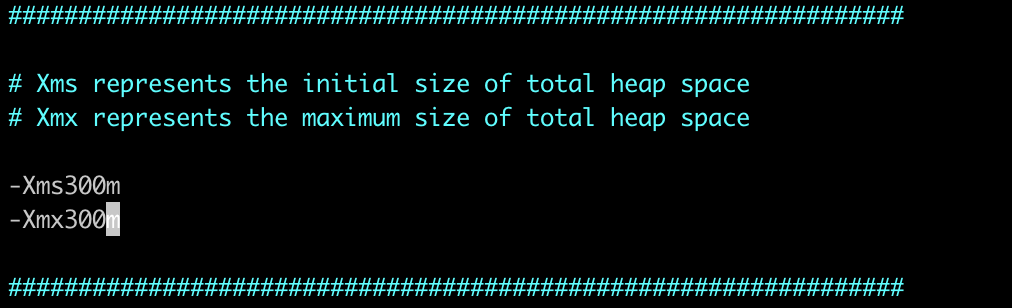 ################################################################
# Xms represents the initial size of total heap space
# Xmx represents the maximum size of total heap space
-Xms300m
-Xmx300m
################################################################